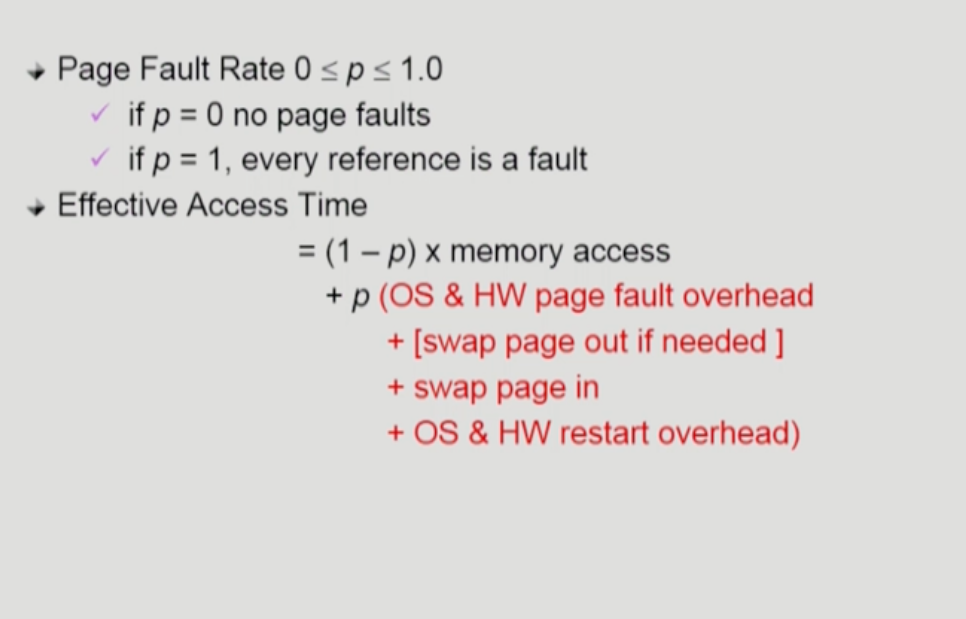 Page Fault Rate 0 ≤ p ≤ 1.0
✓ if p = 0 no page faults
✓ if p = 1, every reference is a fault
Effective Access Time
= (1 – p) x memory access
+ p (OS & HW page fault overhead
+ [swap page out if needed ]
+ swap page in
+ OS & HW restart overhead)